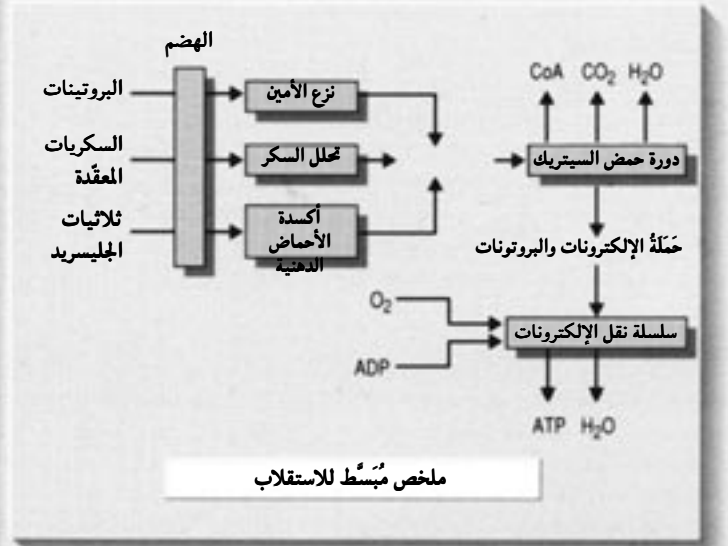 الهضم
البروتينات
نزع الأمين
السكريات
المعقّدة
تحلل السكر
ثلاثيات
الجليسريد
أكسدة
الأحماض
الدهنية
CoA CO₂ H₂O
دورة حمض السيتريك
حَمَلَةُ الإلكترونات والبروتونات
O₂
ADP
سلسلة نقل الإلكترونات
ATP H₂O
ملخص مُبَسَّط للاستقلاب